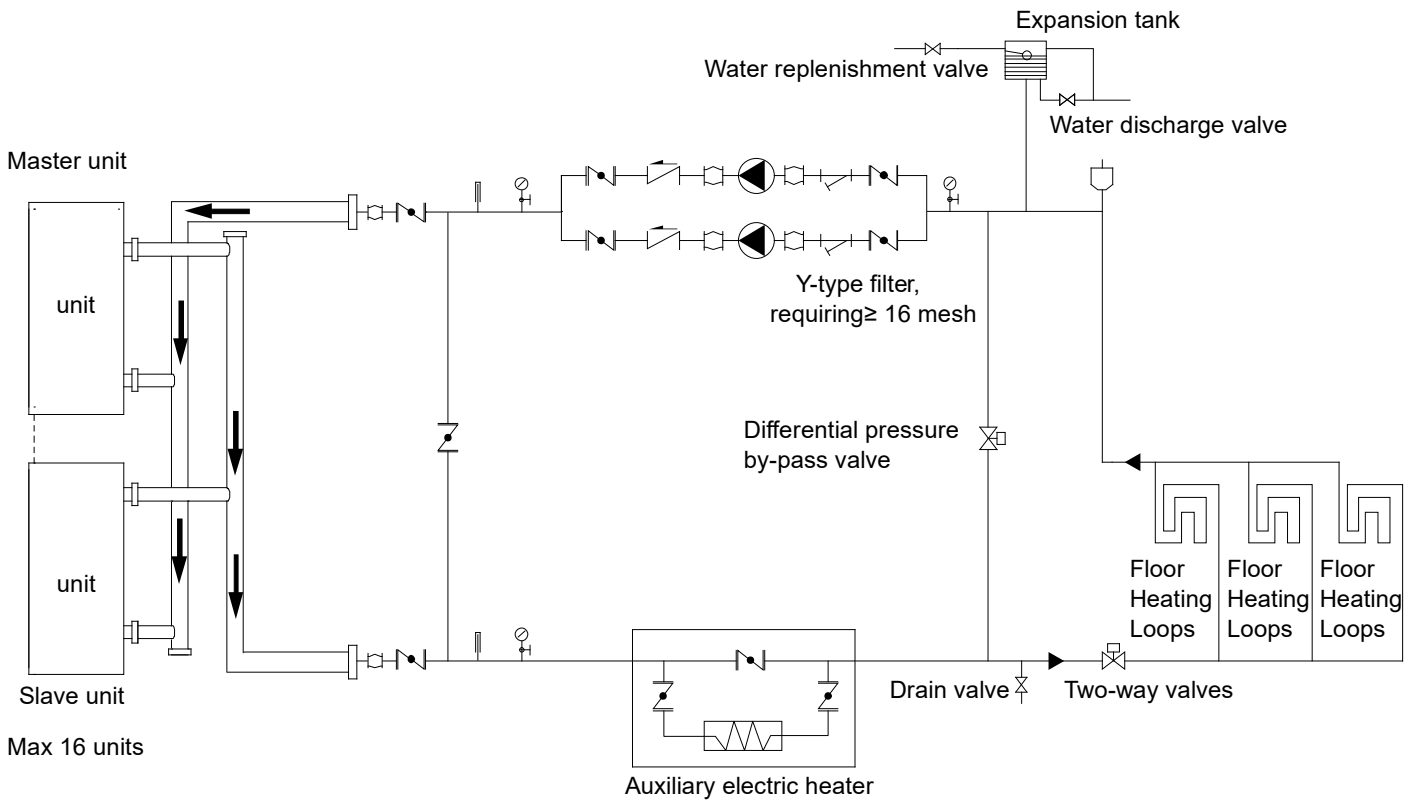 Expansion tank
Water replenishment valve
Water discharge valve
Master unit
unit
Y-type filter,
requiring≥ 16 mesh
Differential pressure
by-pass valve
unit
Floor
Heating
Loops
Floor
Heating
Loops
Floor
Heating
Loops
Slave unit
Drain valve
Two-way valves
Max 16 units
Auxiliary electric heater